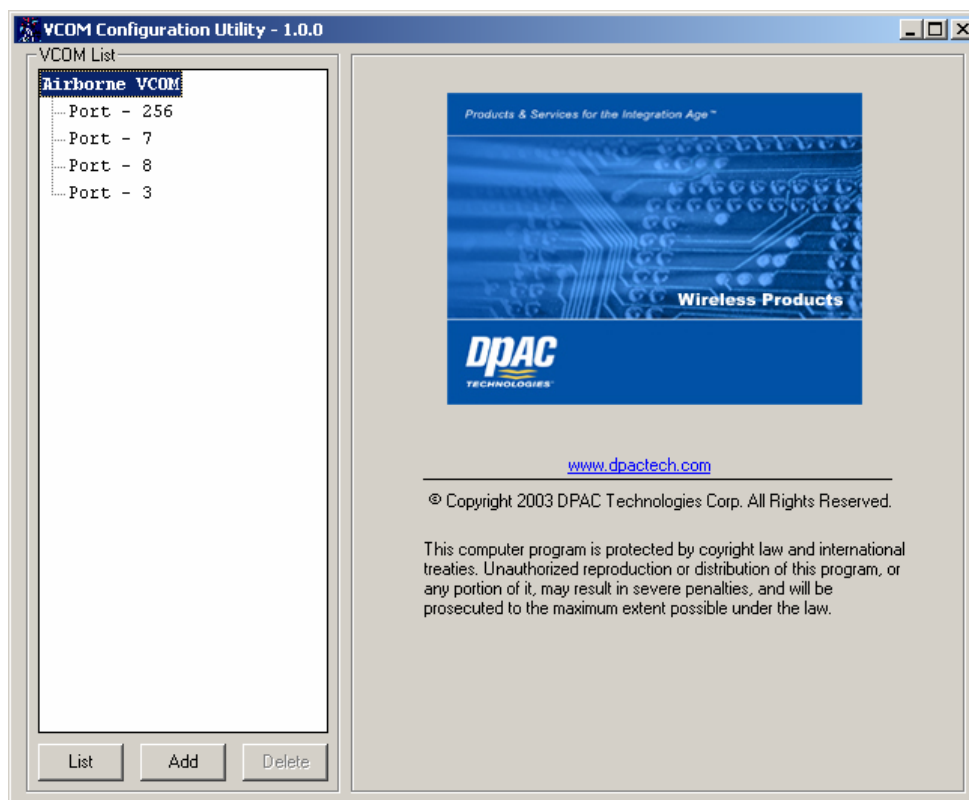 VCOM Configuration Utility - 1.0.0
VCOM List
Airborne VCOM
Port - 256
Port - 7
Port - 8
Port - 3
List
Add
Delete
Products & Services for the Integration Age™
Wireless Products
DPAC
TECHNOLOGIES
www.dpactech.com
© Copyright 2003 DPAC Technologies Corp. All Rights Reserved.
This computer program is protected by coyright law and international
treaties. Unauthorized reproduction or distribution of this program, or
any portion of it, may result in severe penalties, and will be
prosecuted to the maximum extent possible under the law.